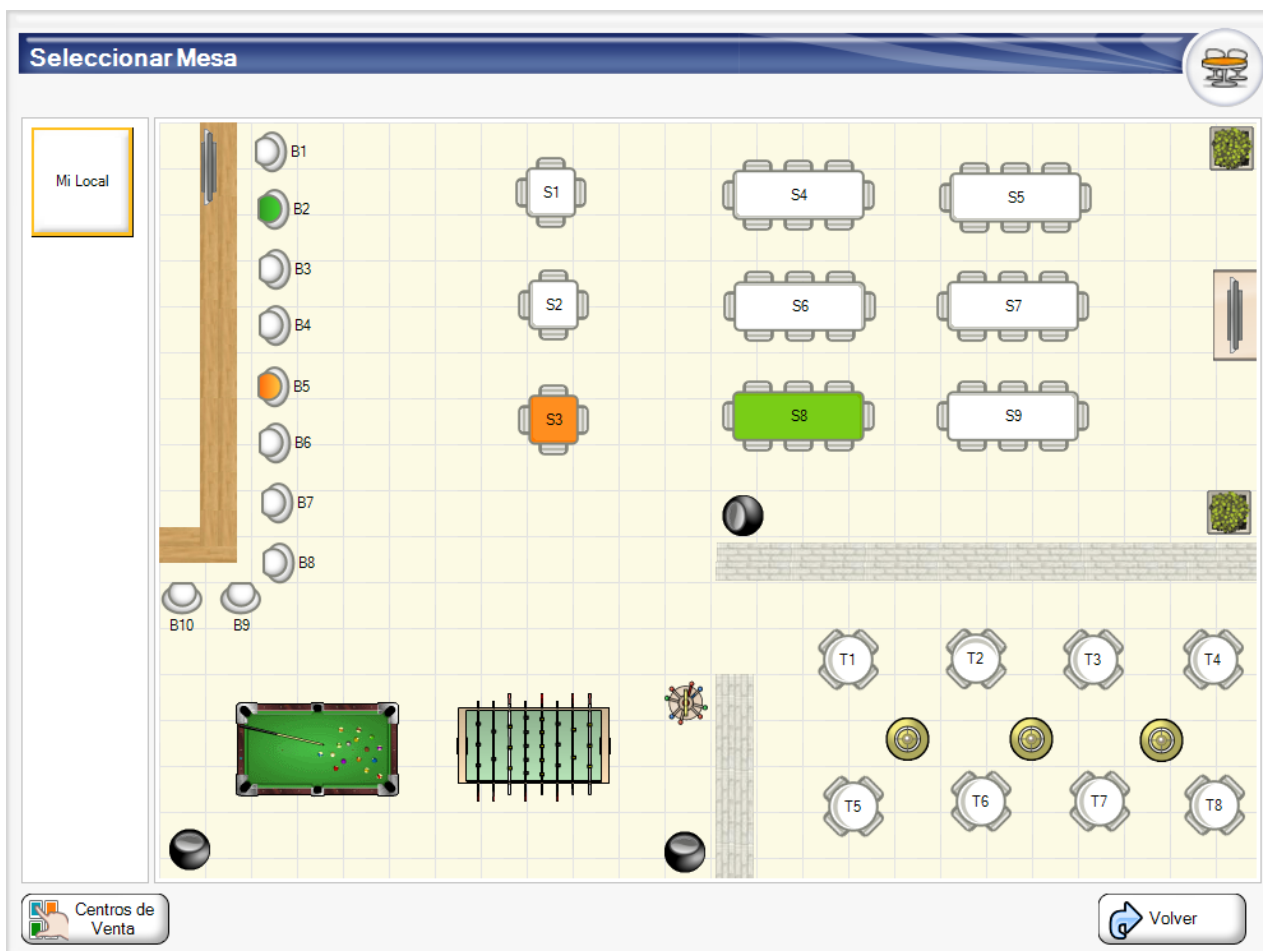 Seleccionar Mesa
Mi Local
B1
B2
B3
B4
B5
B6
B7
B8
B10
B9
S1
S4
S5
S2
S6
S7
S3
S8
S9
T1
T2
T3
T4
T5
T6
T7
T8
Centros de
Venta
Volver